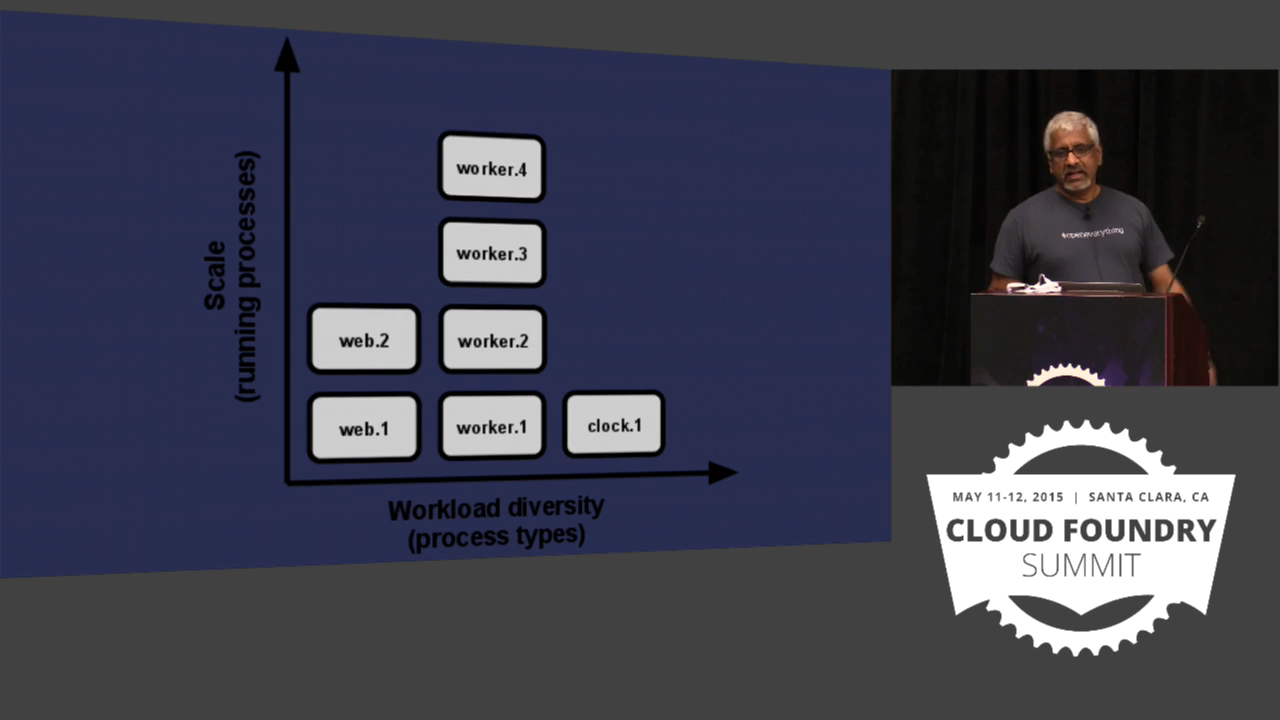 Scale
(running processes)
worker.4
worker.3
web.2
worker.2
web.1
worker.1
clock.1
Workload diversity
(process types)
#openeverything
MAY 11-12, 2015 | SANTA CLARA, CA
CLOUD FOUNDRY
SUMMIT